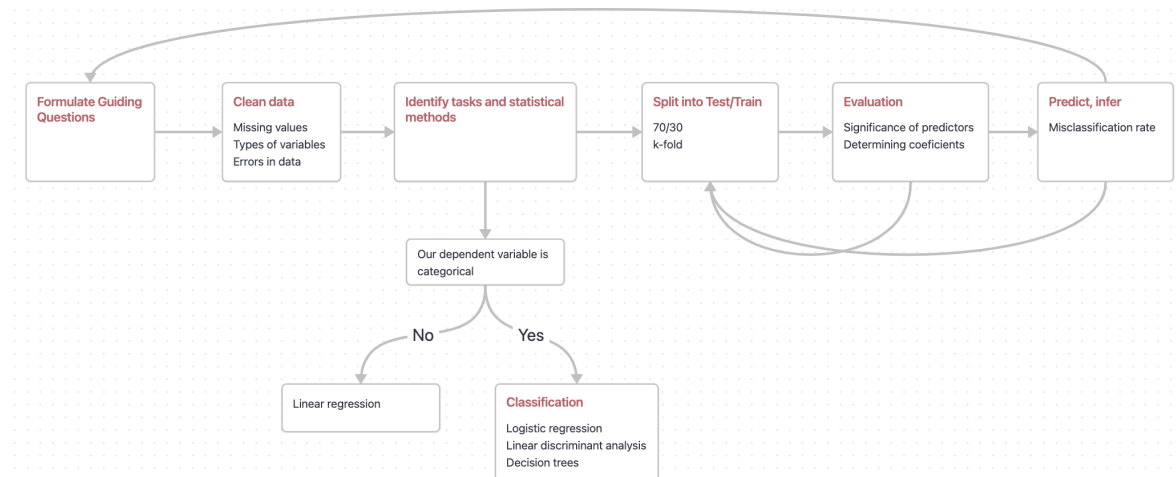 Formulate Guiding
Questions
Clean data
Missing values
Types of variables
Errors in data
Identify tasks and statistical
methods
Split into Test/Train
70/30
k-fold
Evaluation
Significance of predictors
Determining coeficients
Predict, infer
Misclassification rate
Our dependent variable is
categorical
No
Yes
Linear regression
Classification
Logistic regression
Linear discriminant analysis
Decision trees